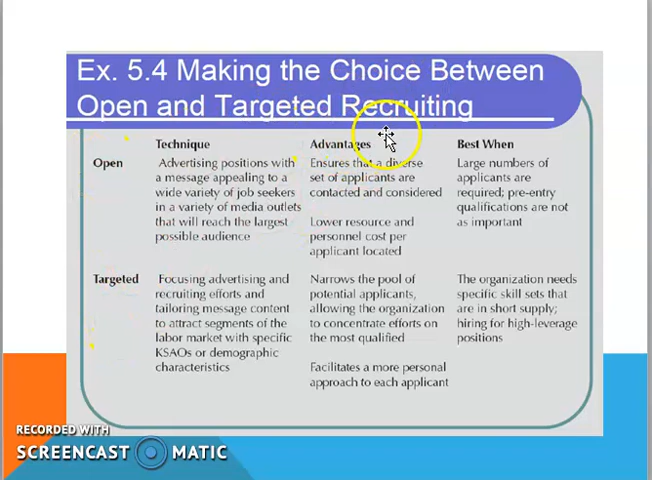 Ex. 5.4 Making the Choice Between
Open and Targeted Recruiting
Technique
Advantages
Best When
Open
Advertising positions with
a message appealing to a
wide variety of job seekers
in a variety of media outlets
that will reach the largest
possible audience
Ensures that a diverse
set of applicants are
contacted and considered
Lower resource and
personnel cost per
applicant located
Large numbers of
applicants are
required; pre-entry
qualifications are not
as important
Targeted
Focusing advertising and
recruiting efforts and
tailoring message content
to attract segments of the
labor market with specific
KSAOs or demographic
characteristics
Narrows the pool of
potential applicants,
allowing the organization
to concentrate efforts on
the most qualified
Facilitates a more personal
approach to each applicant
The organization needs
specific skill sets that
are in short supply;
hiring for high-leverage
positions
RECORDED WITH
SCREENCAST MATIC